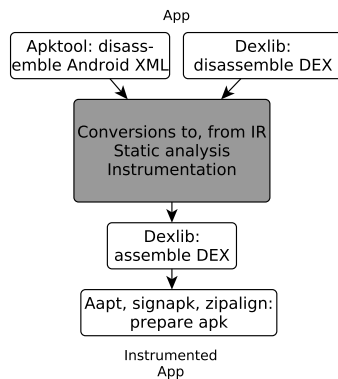 App
Apktool: disass-
emble Android XML
Dexlib:
disassemble DEX
Conversions to, from IR
Static analysis
Instrumentation
Dexlib:
assemble DEX
Aapt, signapk, zipalign:
prepare apk
Instrumented
App